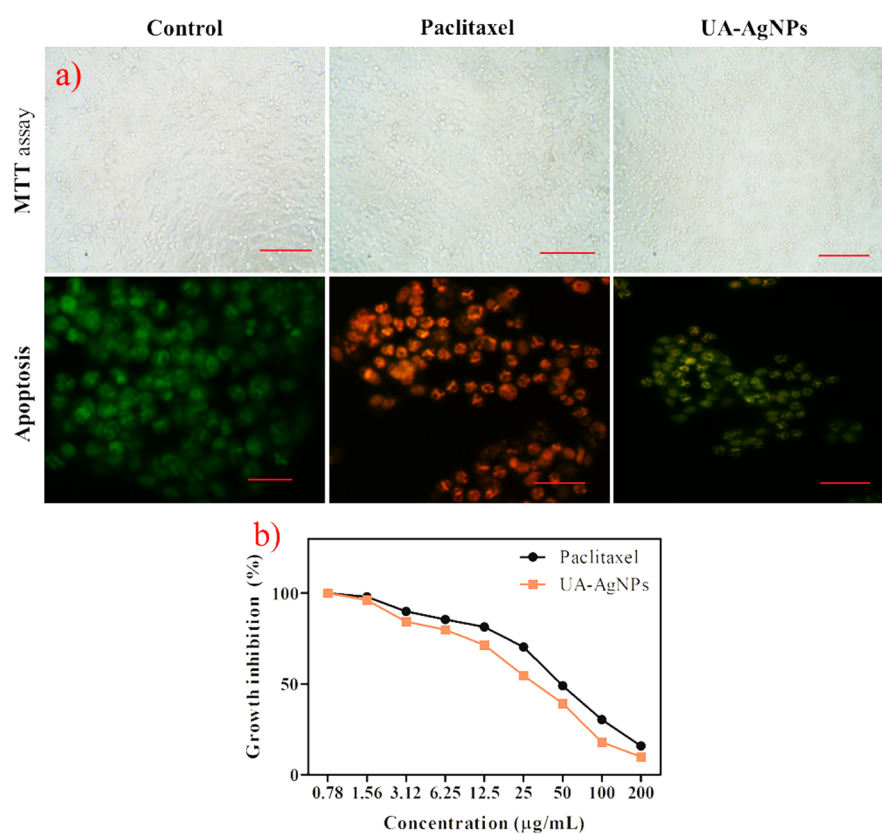 Control
Paclitaxel
UA-AgNPs
a)
MTT assay
Apoptosis
b)
Growth inhibition (%)
100
50
0
Paclitaxel
UA-AgNPs
0.78 1.56 3.12 6.25 12.5 25 50 100 200
Concentration (μg/mL)